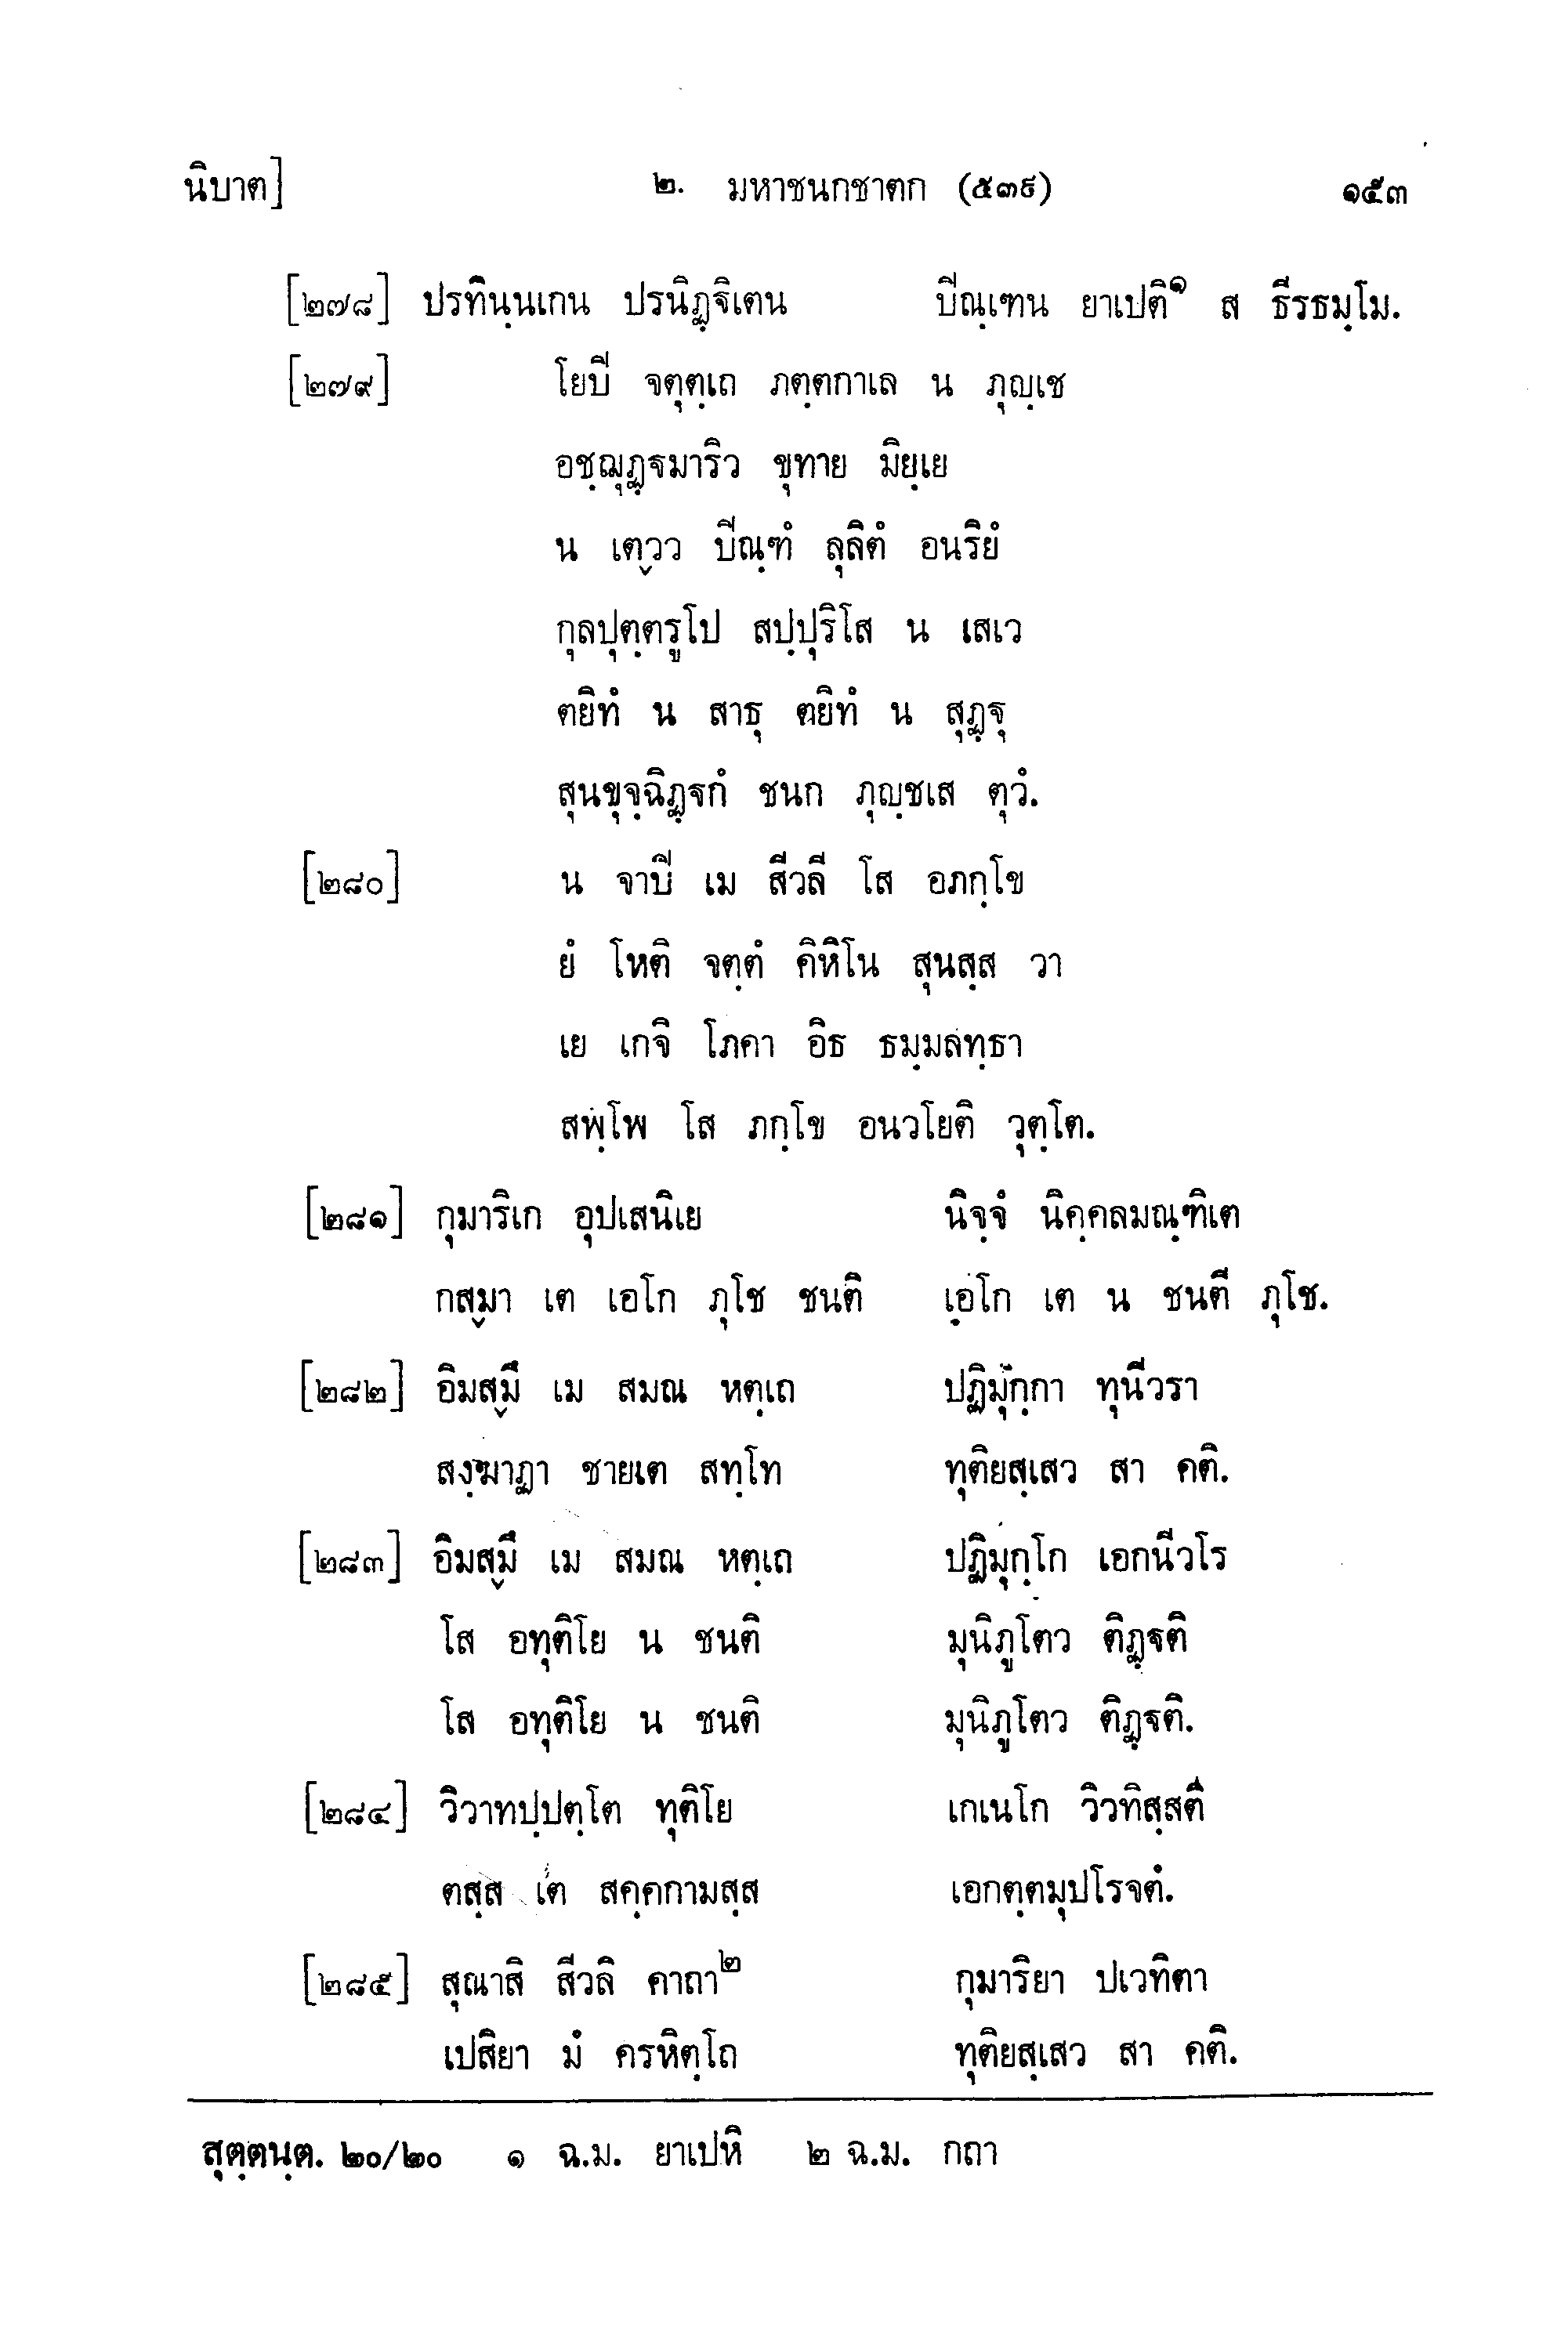 นิบาต] ๒. มหาชนกชาตก (๕๓๙) ๑๕๓
[๒๗๘] ปรทินฺนเกน ปรนิฏฺฐิเตน ปิณฺเฑน ยาเปติ๑ ส ธีรธมฺโม.
[๒๗๙] โยปิ จตุตฺเถ ภตฺตกาเล น ภุญฺเช
อชฺฌุฏฺฐมาริว ขุทาย มิยฺเย
น เตฺวว ปิณฺฑํ ลุลิตํ อนริยํ
กุลปุตฺตรูโป สปฺปุริโส น เสเว
ตยิทํ น สาธุ ตยิทํ น สุฏฺฐุ
สุนขุจฺฉิฏฺฐกํ ชนก ภุญฺชเส ตุวํ.
[๒๘๐] น จาปิ เม สีวลี โส อภกฺโข
ยํ โหติ จตฺตํ คิหิโน สุนสฺส วา
เย เกจิ โภคา อิธ ธมฺมลทฺธา
สพฺโพ โส ภกฺโข อนวโยติ วุตฺโต.
[๒๘๑] กุมาริเก อุปเสนิเย นิจฺจํ นิคฺคลมณฺฑิเต
กสฺมา เต เอโก ภุโช ชนติ เอโก เต น ชนตี ภุโช.
[๒๘๒] อิมสฺมึ เม สมณ หตฺเถ ปฏิมุกฺกา ทุนีวรา
สงฺฆาฏา ชายเต สทฺโท ทุติยสฺเสว สา คติ.
[๒๘๓] อิมสฺมึ เม สมณ หตฺเถ ปฏิมุกฺโก เอกนีวโร
โส อทุติโย น ชนติ มุนิภูโตว ติฏฺฐติ
โส อทุติโย น ชนติ มุนิภูโตว ติฏฺฐติ.
[๒๘๔] วิวาทปฺปตฺโต ทุติโย เกเนโก วิวทิสฺสติ
ตสฺส เต สคฺคกามสฺส เอกตฺตมุปโรจตํ.
[๒๘๕] สุณาสิ สีวลิ คาถา๒ กุมาริยา ปเวทิตา
เปสิยา มํ ครหิตฺโถ ทุติยสฺเสว สา คติ.
สุตฺตนฺต. ๒๐/๒๐ ๑ ฉ.ม. ยาเปหิ ๒ ฉ.ม. กถา